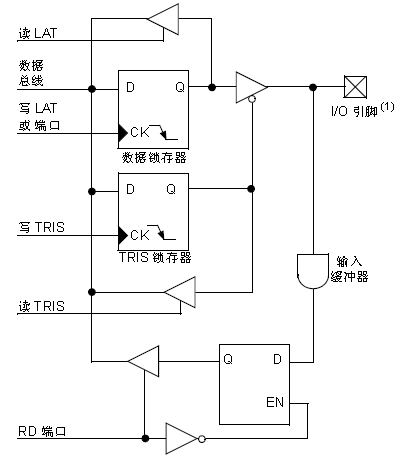 读 LAT
数据
总线
D Q
写 LAT
或 端口
CK
数据 锁存器
I/O 引脚 (1)
D Q
写 TRIS
CK
TRIS 锁存器
输入
缓冲器
读 TRIS
Q D
EN
RD 端口